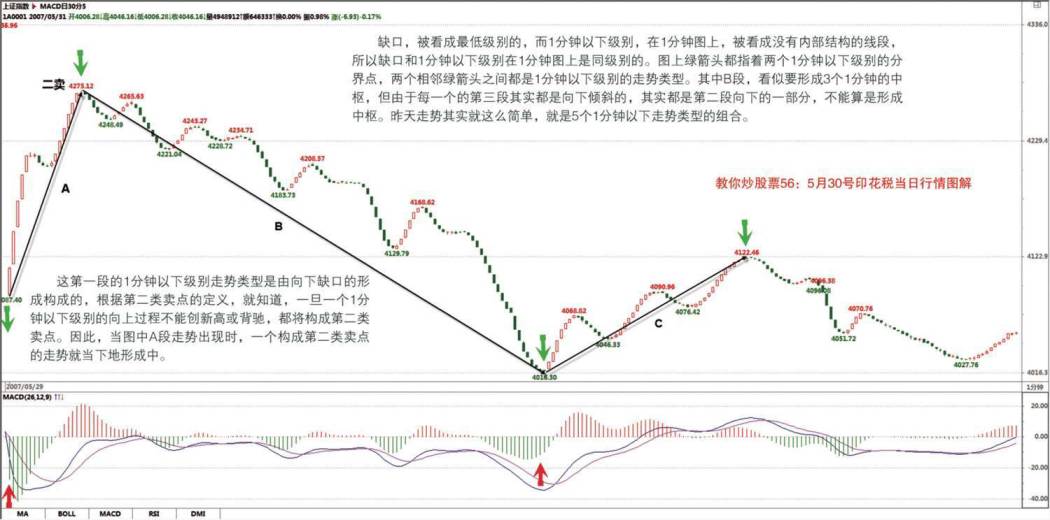 上证指数 ▶ MACD日30分5
1A0001 2007/05/31 开4006.28↓高4046.16↓低4006.28↓收4046.16↓量4948912↑额646333↑换0.00% 振0.98% 涨(-6.93)-0.17%
4336.0
缺口,被看成最低级别的,而1分钟以下级别,在1分钟图上,被看成没有内部结构的线段,
所以缺口和1分钟以下级别在1分钟图上是同级别的。图上绿箭头都指着两个1分钟以下级别的分
界点,两个相邻绿箭头之间都是1分钟以下级别的走势类型。其中B段,看似要形成3个1分钟的中
枢,但由于每一个的第三段其实都是向下倾斜的,其实都是第二段向下的一部分,不能算是形成
中枢。昨天走势其实就这么简单,就是5个1分钟以下走势类型的组合。
二卖
4275.12
4265.63
4248.49
4243.27
4234.71
4221.04
4228.72
4229.4
4208.37
4183.73
教你炒股票56:5月30号印花税当日行情图解
A
B
4168.62
4129.79
4122.46
4122.9
这第一段的1分钟以下级别走势类型是由向下缺口的形
成构成的,根据第二类卖点的定义,就知道,一旦一个1分
钟以下级别的向上过程不能创新高或背驰,都将构成第二类
卖点。因此,当图中A段走势出现时,一个构成第二类卖点
的走势就当下地形成中。
087.40
4090.96
4076.42
4068.02
4046.33
C
4070.76
4051.72
4027.76
4016.3
2007/05/29
1分钟
MACD(26,12,9) ↑↑↓
20.00
0.00
-20.00
-40.00
MA BOLL MACD RSI DMI